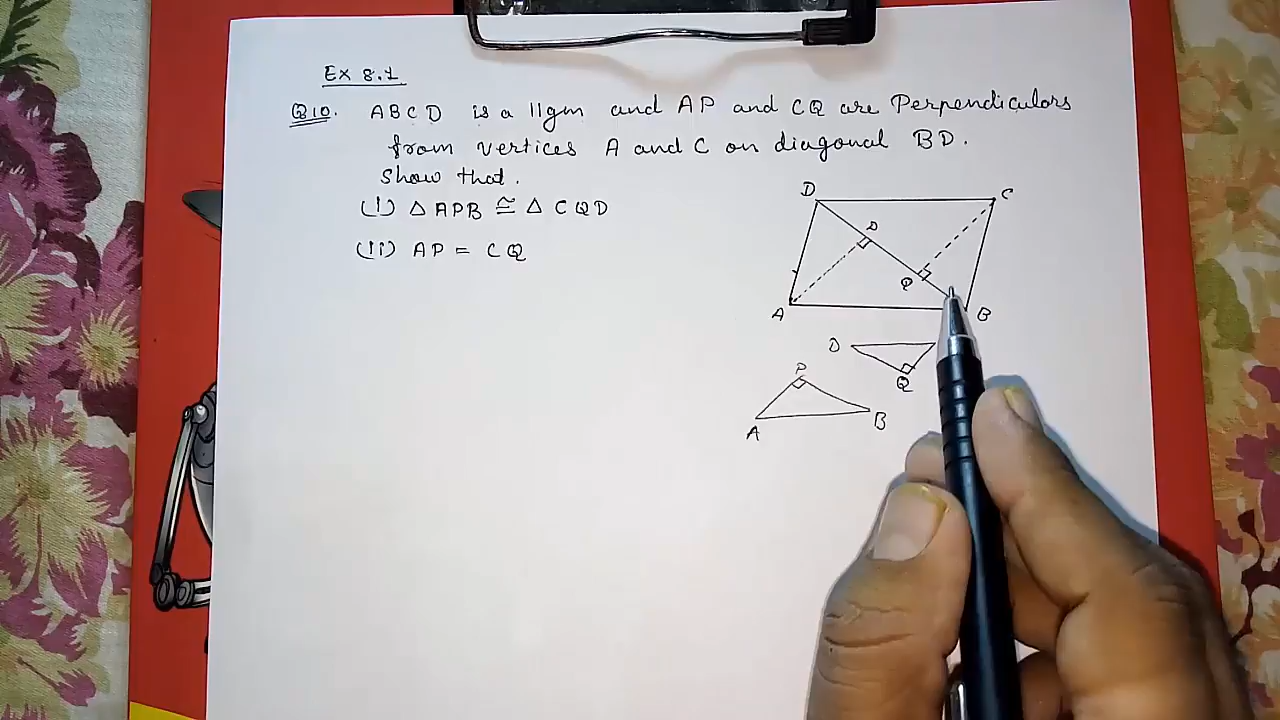 Ex 8.1
Q10. ABCD is a 11gm and AP and CQ are Perpendiculars
from vertices A and C on diagonal BD.
Show that.
(i) △ APB ≅ △ CQD
(ii) AP = CQ
D C
P
Q
A B
D
Q
P
A B